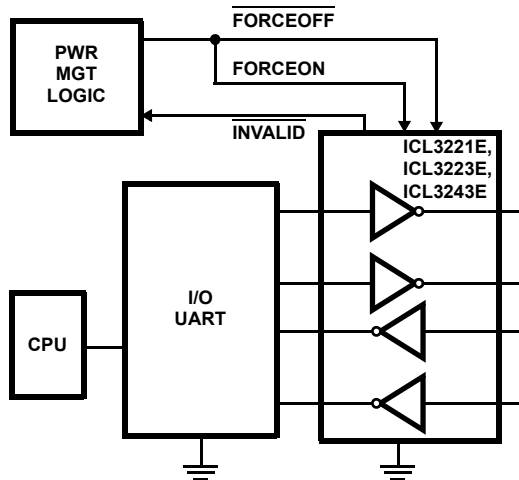 FORCEOFF
PWR
MGT
LOGIC
FORCEON
INVALID
ICL3221E,
ICL3223E,
ICL3243E
I/O
UART
CPU